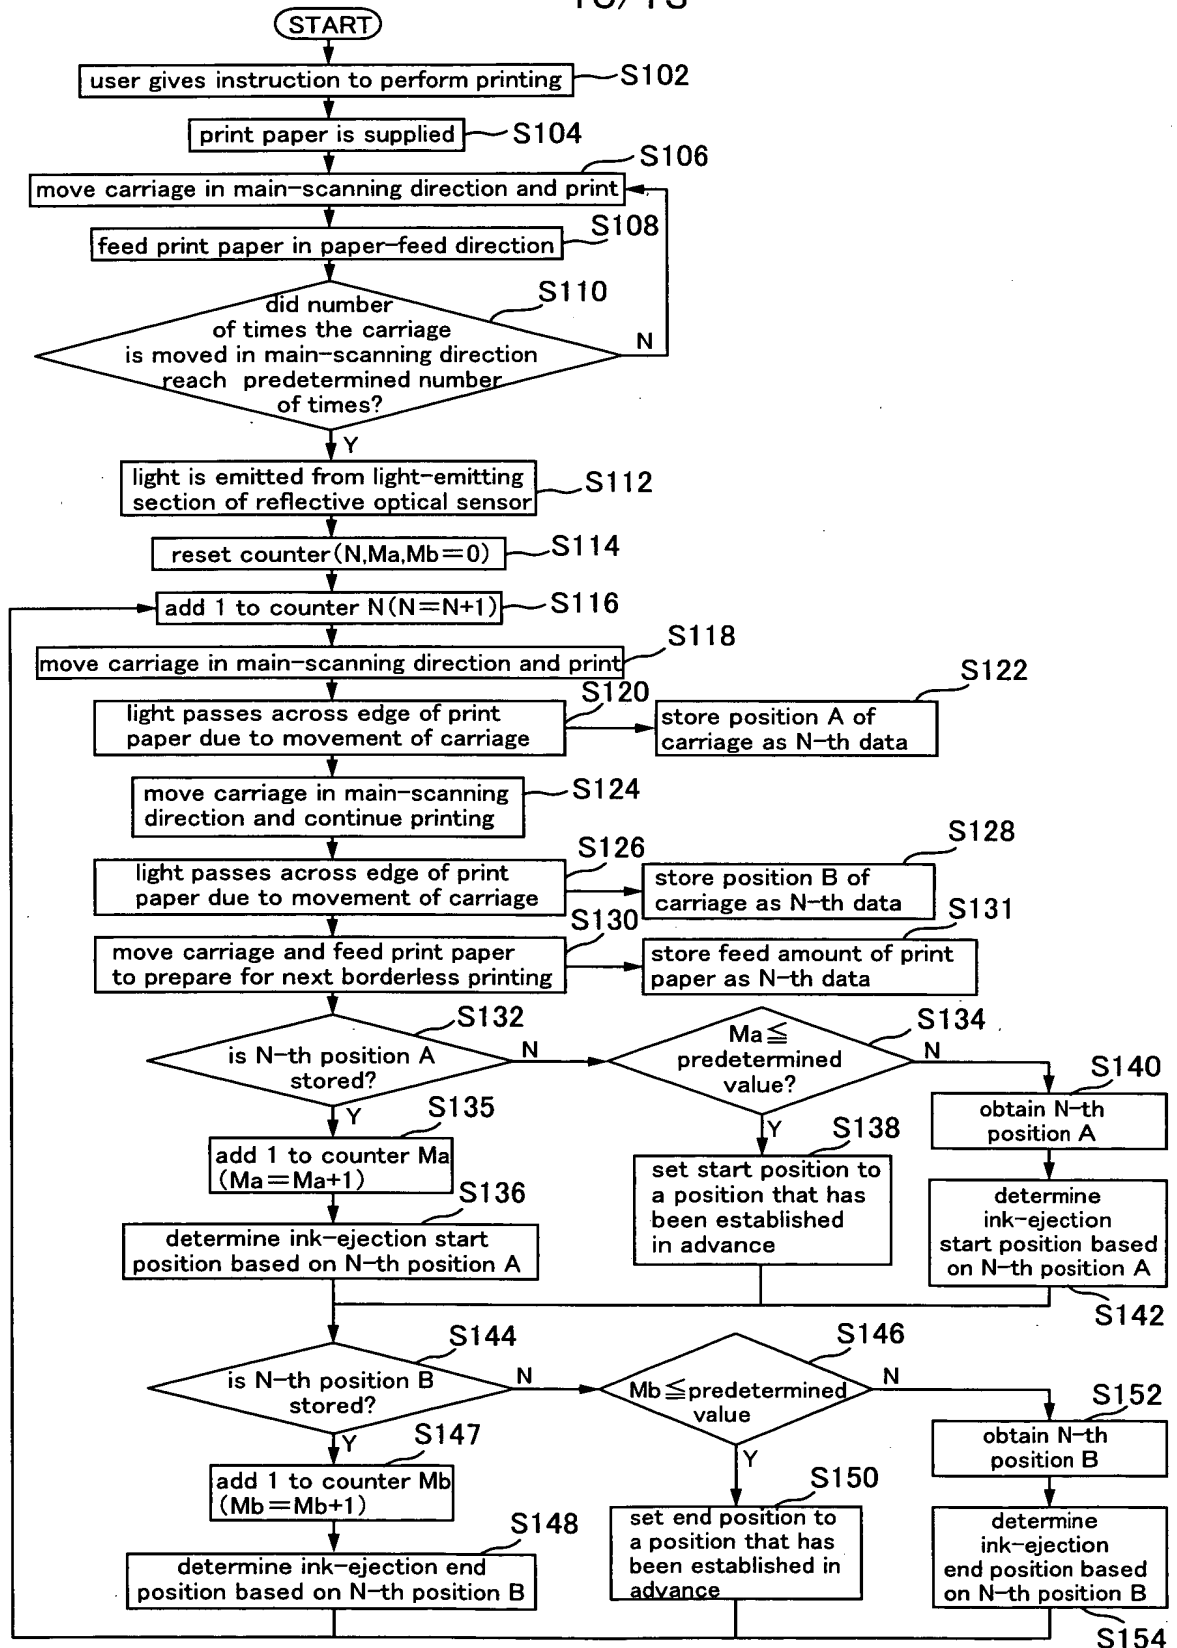 START
user gives instruction to perform printing
S102
print paper is supplied
S104
S106
move carriage in main-scanning direction and print
S108
feed print paper in paper-feed direction
S110
did number
of times the carriage
is moved in main-scanning direction
reach predetermined number
of times?
N
Y
light is emitted from light-emitting
section of reflective optical sensor
S112
reset counter(N,Ma,Mb=0)
S114
add 1 to counter N(N=N+1)
S116
S118
move carriage in main-scanning direction and print
S120
light passes across edge of print
paper due to movement of carriage
S122
store position A of
carriage as N-th data
move carriage in main-scanning
direction and continue printing
S124
S126
light passes across edge of print
paper due to movement of carriage
S128
store position B of
carriage as N-th data
S130
move carriage and feed print paper
to prepare for next borderless printing
S131
store feed amount of print
paper as N-th data
S132
is N-th position A
stored?
N
Y
S134
Ma≦
predetermined
value?
N
Y
S135
add 1 to counter Ma
(Ma=Ma+1)
S136
determine ink-ejection start
position based on N-th position A
S138
set start position to
a position that has
been established
in advance
S140
obtain N-th
position A
determine
ink-ejection
start position based
on N-th position A
S142
S144
is N-th position B
stored?
N
Y
S146
Mb≦predetermined
value
N
Y
S147
add 1 to counter Mb
(Mb=Mb+1)
S148
determine ink-ejection end
position based on N-th position B
S150
set end position to
a position that has
been established in
advance
S152
obtain N-th
position B
determine
ink-ejection
end position based
on N-th position B
S154